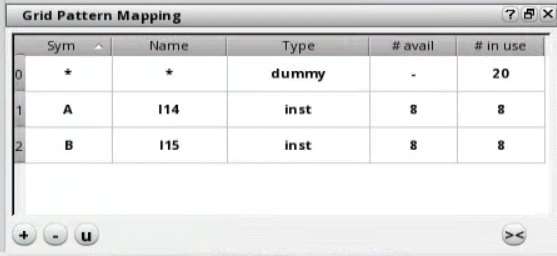 Grid Pattern Mapping ? x
Sym Name Type # avail # in use
0 * * dummy - 20
1 A I14 inst 8 8
2 B I15 inst 8 8
+ - u ><